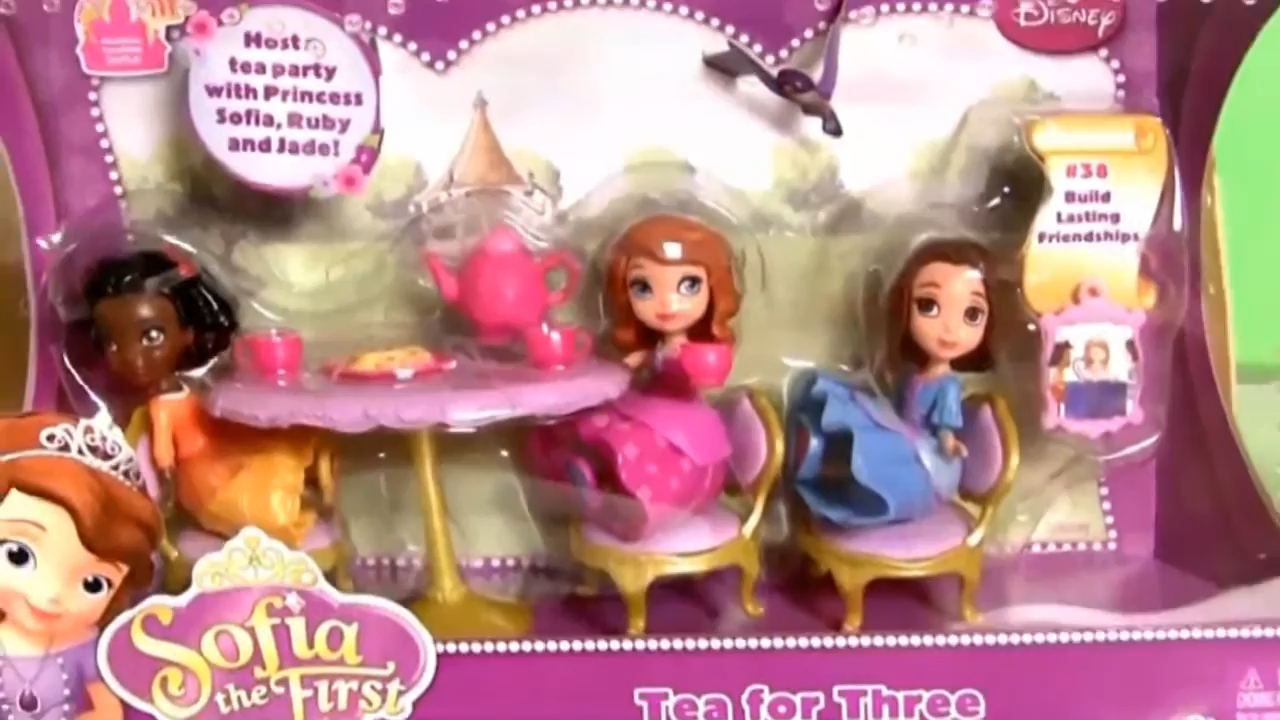 Disney
Host a
tea party
with Princess
Sofia, Ruby
and Jade!
#38
Build
Lasting
Friendships
Sofia
the First
Tea for Three